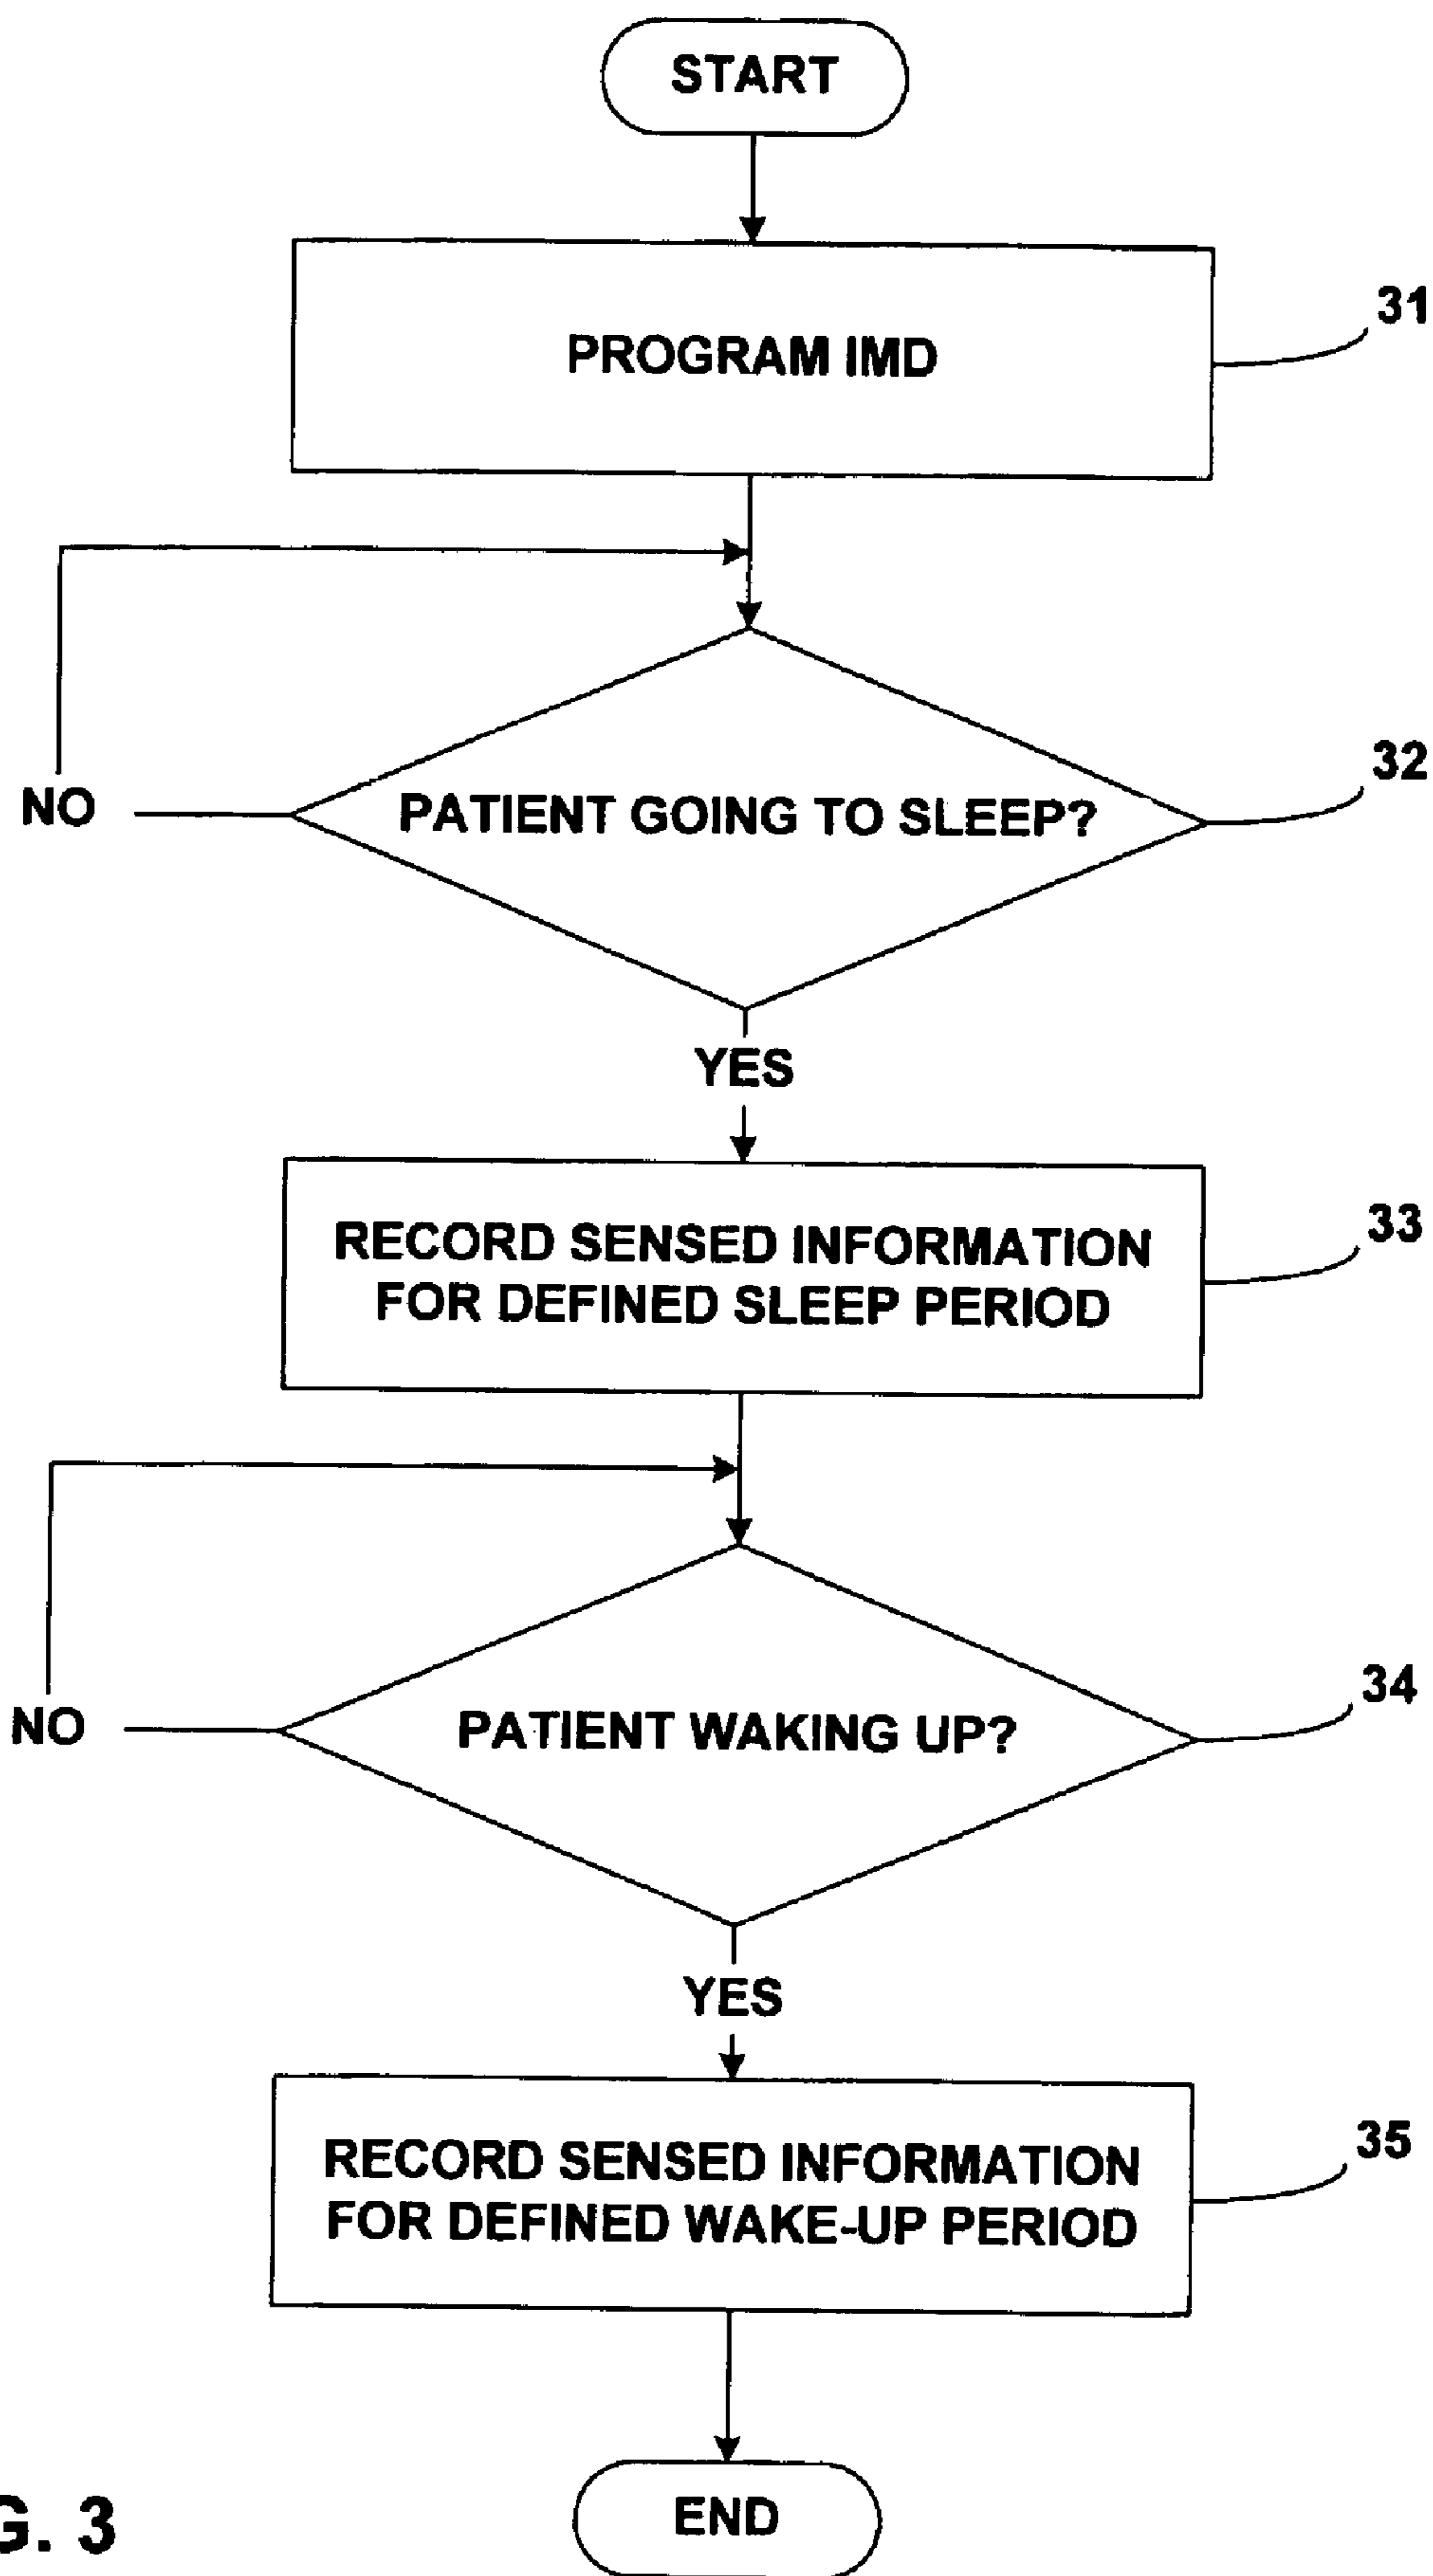 START
PROGRAM IMD
31
PATIENT GOING TO SLEEP?
32
NO
YES
RECORD SENSED INFORMATION
FOR DEFINED SLEEP PERIOD
33
PATIENT WAKING UP?
34
NO
YES
RECORD SENSED INFORMATION
FOR DEFINED WAKE-UP PERIOD
35
END
G. 3